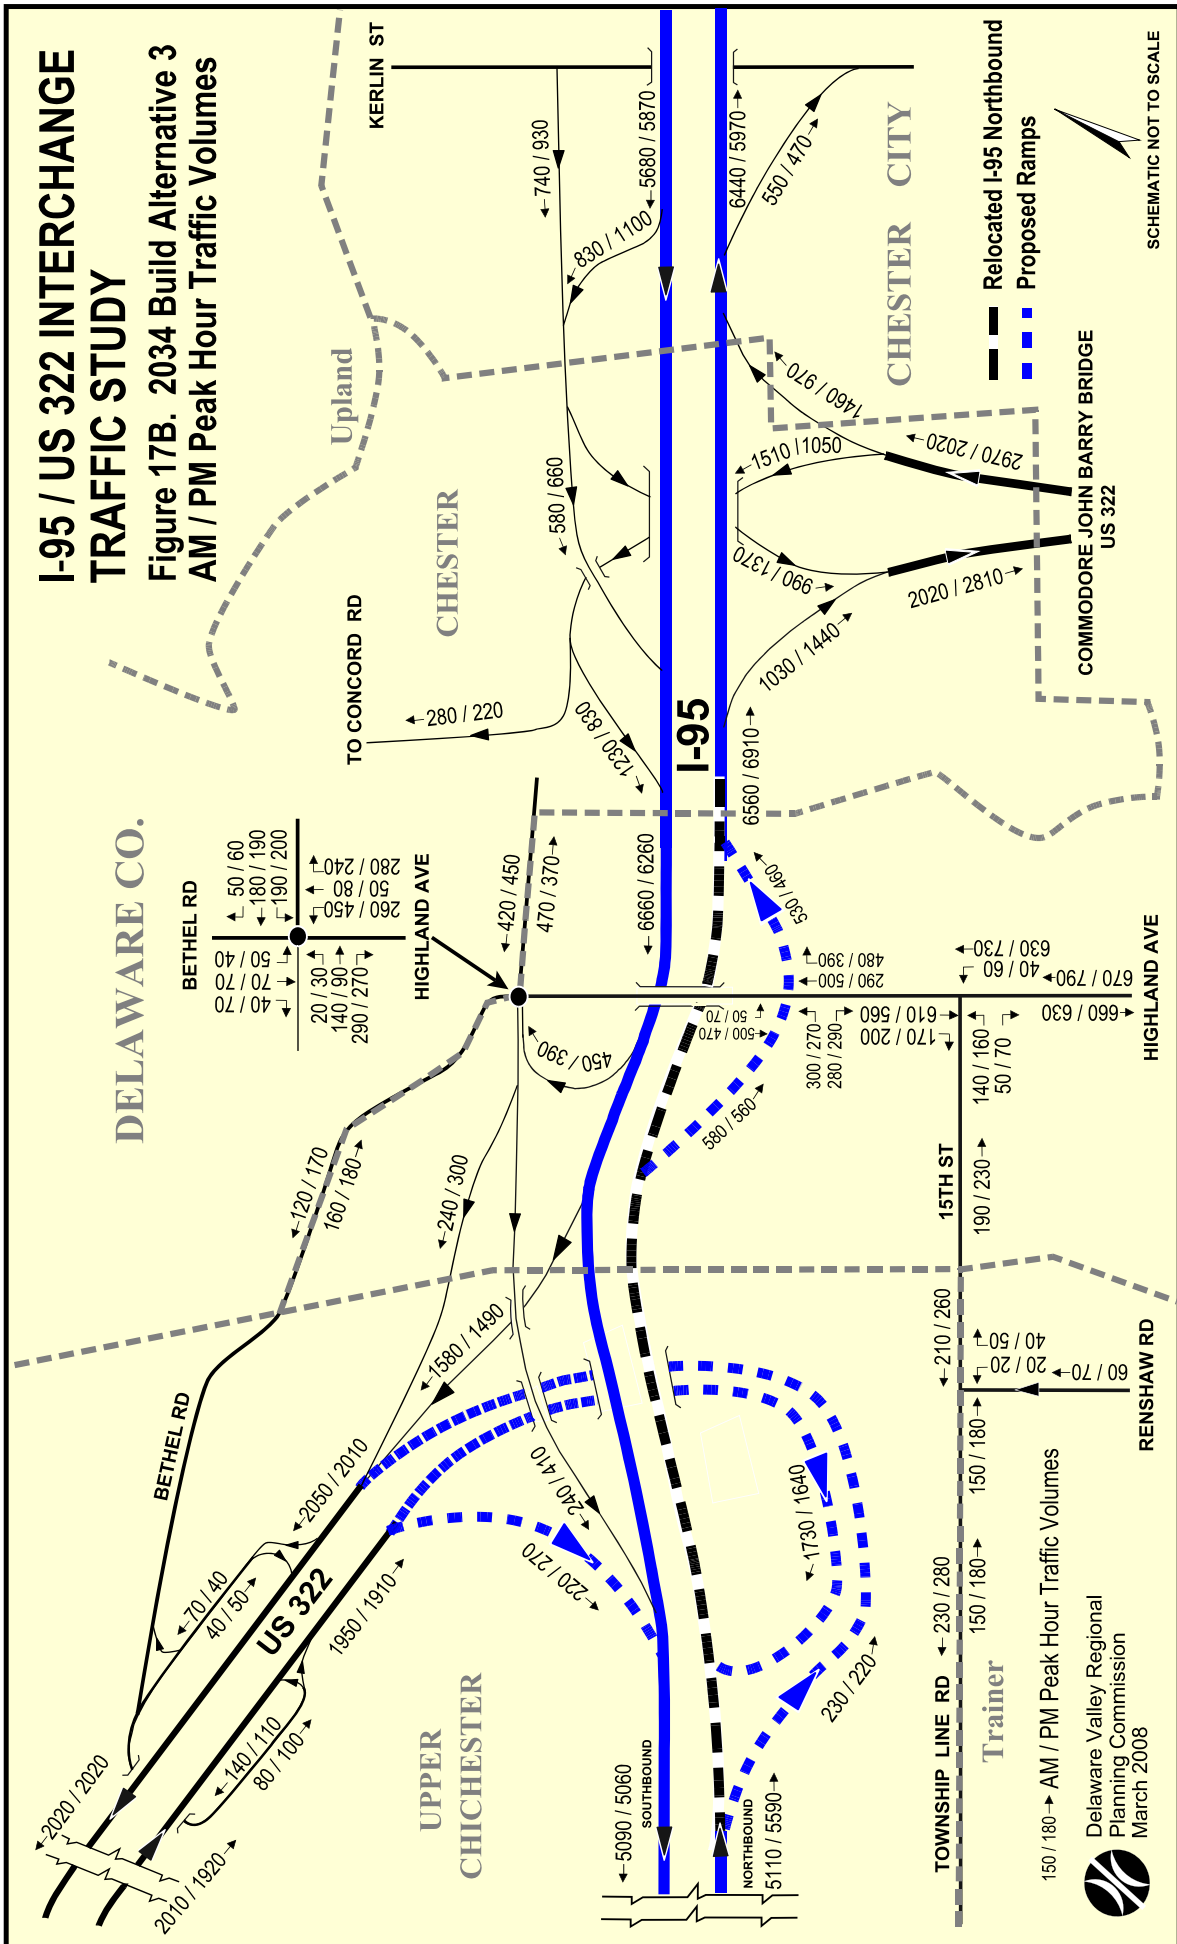 I-95 / US 322 INTERCHANGE
TRAFFIC STUDY
Figure 17B. 2034 Build Alternative 3
AM / PM Peak Hour Traffic Volumes
KERLIN ST
740 / 930
5680 / 5870
830 / 1100
6440 / 5970
550 / 470
CHESTER CITY
Relocated I-95 Northbound
Proposed Ramps
SCHEMATIC NOT TO SCALE
Upland
CHESTER
580 / 660
1460 / 970
1510 / 1050
2970 / 2020
990 / 1370
2020 / 2810
1030 / 1440
COMMODORE JOHN BARRY BRIDGE
US 322
TO CONCORD RD
280 / 220
1230 / 830
I-95
6560 / 6910
DELAWARE CO.
BETHEL RD
HIGHLAND AVE
50 / 60
180 / 190
190 / 200
280 / 240
50 / 80
260 / 450
50 / 40
70 / 70
40 / 70
20 / 30
140 / 90
290 / 270
420 / 450
470 / 370
6660 / 6260
530 / 460
450 / 390
50 / 70
500 / 470
480 / 390
290 / 500
300 / 270
280 / 290
610 / 560
170 / 200
630 / 730
40 / 60
670 / 790
660 / 630
HIGHLAND AVE
140 / 160
50 / 70
580 / 560
15TH ST
190 / 230
120 / 170
160 / 180
240 / 300
1580 / 1490
BETHEL RD
2050 / 2010
240 / 410
210 / 260
40 / 50
20 / 20
60 / 70
RENSHAW RD
150 / 180
70 / 40
40 / 50
US 322
1950 / 1910
220 / 270
1730 / 1640
230 / 220
140 / 110
80 / 100
2020 / 2020
2010 / 1920
UPPER
CHICHESTER
5090 / 5060
SOUTHBOUND
NORTHBOUND
5110 / 5590
TOWNSHIP LINE RD
230 / 280
150 / 180
Trainer
150 / 180 AM / PM Peak Hour Traffic Volumes
Delaware Valley Regional
Planning Commission
March 2008